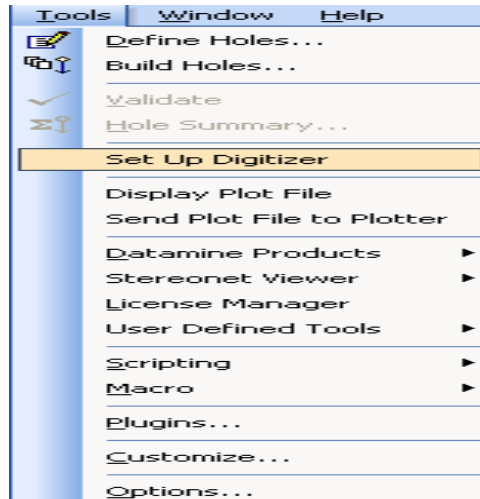 Tools Window Help
Define Holes...
Build Holes...
Validate
Hole Summary...
Set Up Digitizer
Display Plot File
Send Plot File to Plotter
Datamine Products
Stereonet Viewer
License Manager
User Defined Tools
Scripting
Macro
Plugins...
Customize...
Options...